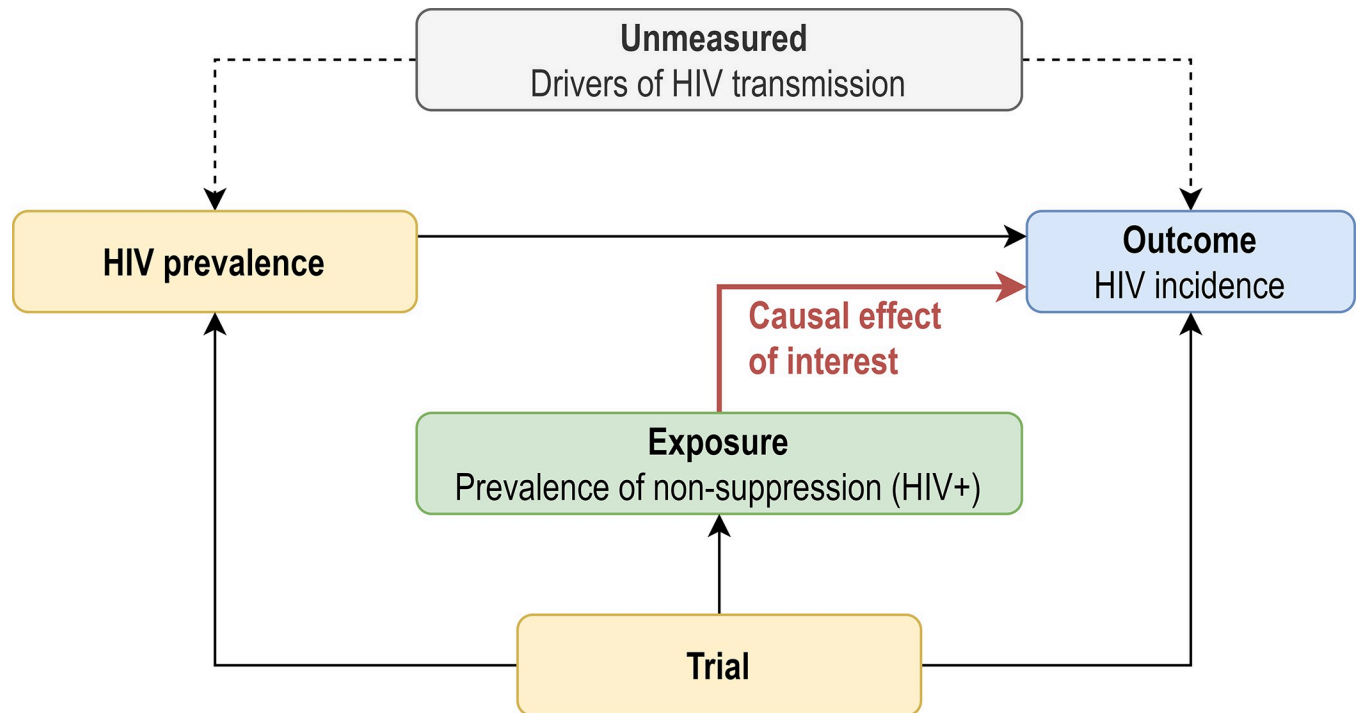 Unmeasured
Drivers of HIV transmission
HIV prevalence
Outcome
HIV incidence
Causal effect
of interest
Exposure
Prevalence of non-suppression (HIV+)
Trial